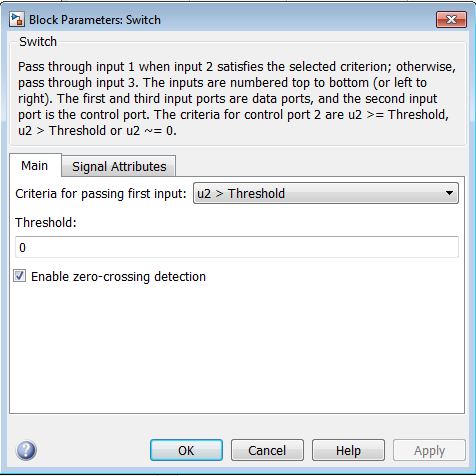 Block Parameters: Switch
Switch
Pass through input 1 when input 2 satisfies the selected criterion; otherwise,
pass through input 3. The inputs are numbered top to bottom (or left to
right). The first and third input ports are data ports, and the second input
port is the control port. The criteria for control port 2 are u2 >= Threshold,
u2 > Threshold or u2 ~= 0.
Main Signal Attributes
Criteria for passing first input: u2 > Threshold
Threshold:
0
Enable zero-crossing detection
? OK Cancel Help Apply